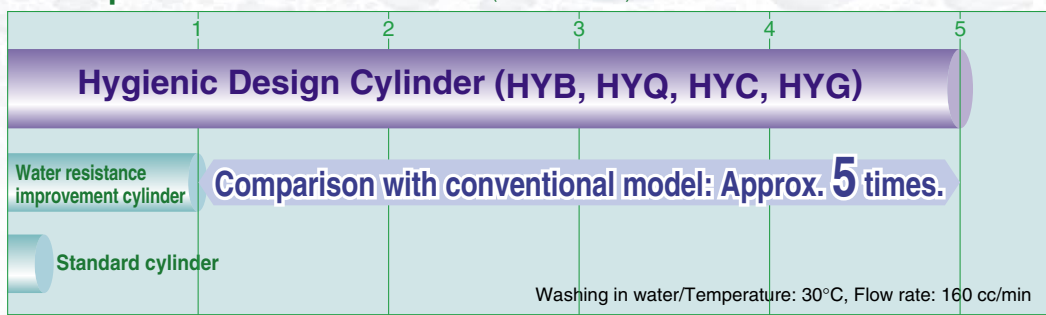 1 2 3 4 5
Hygienic Design Cylinder (HYB, HYQ, HYC, HYG)
Water resistance
improvement cylinder
Comparison with conventional model: Approx. 5 times.
Standard cylinder
Washing in water/Temperature: 30°C, Flow rate: 160 cc/min